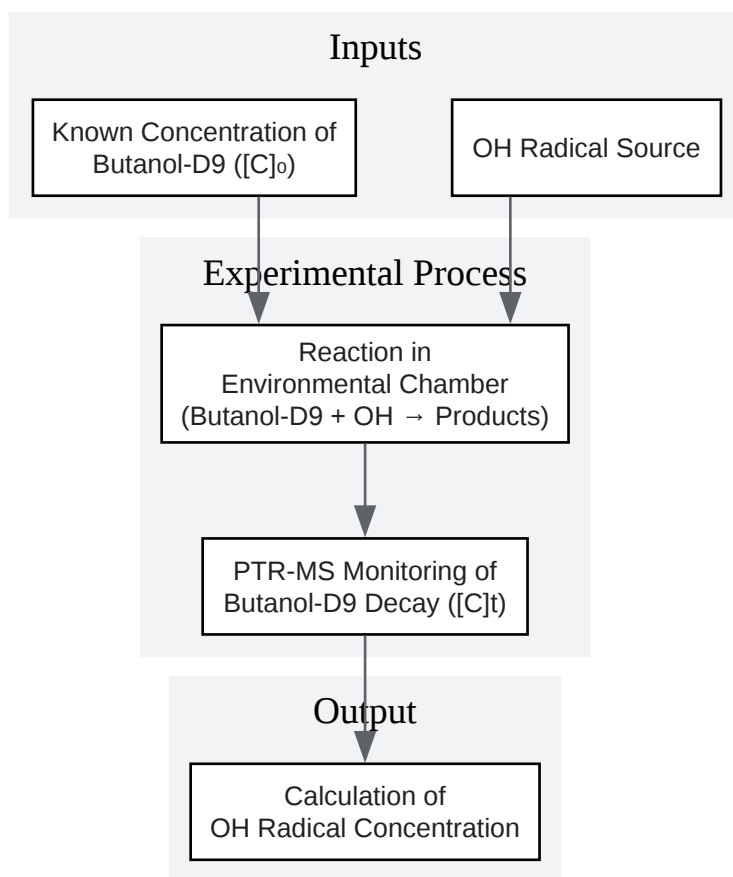 Inputs
Known Concentration of
Butanol-D9 ([C]₀)
OH Radical Source
Experimental Process
Reaction in
Environmental Chamber
(Butanol-D9 + OH → Products)
PTR-MS Monitoring of
Butanol-D9 Decay ([C]t)
Output
Calculation of
OH Radical Concentration